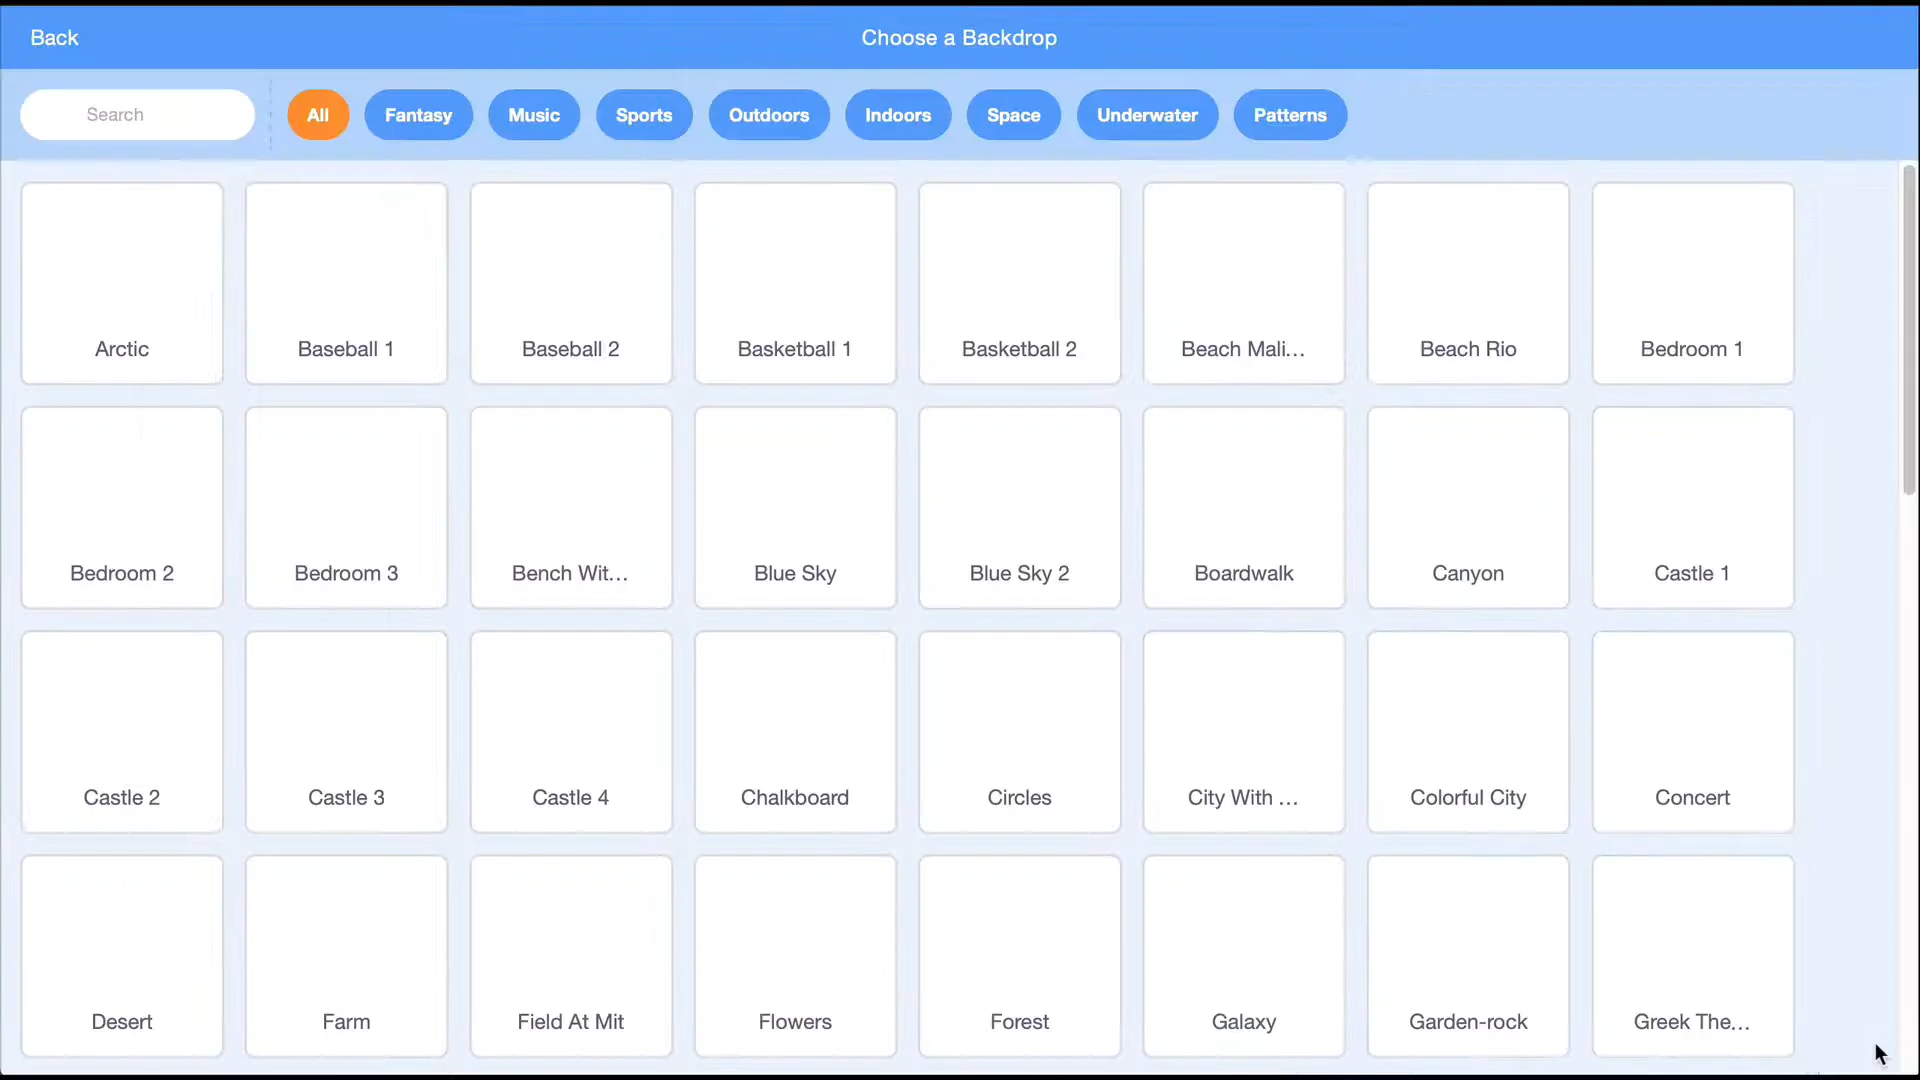 Back
Choose a Backdrop
Search
All
Fantasy
Music
Sports
Outdoors
Indoors
Space
Underwater
Patterns
Arctic
Baseball 1
Baseball 2
Basketball 1
Basketball 2
Beach Mali...
Beach Rio
Bedroom 1
Bedroom 2
Bedroom 3
Bench Wit...
Blue Sky
Blue Sky 2
Boardwalk
Canyon
Castle 1
Castle 2
Castle 3
Castle 4
Chalkboard
Circles
City With ...
Colorful City
Concert
Desert
Farm
Field At Mit
Flowers
Forest
Galaxy
Garden-rock
Greek The...